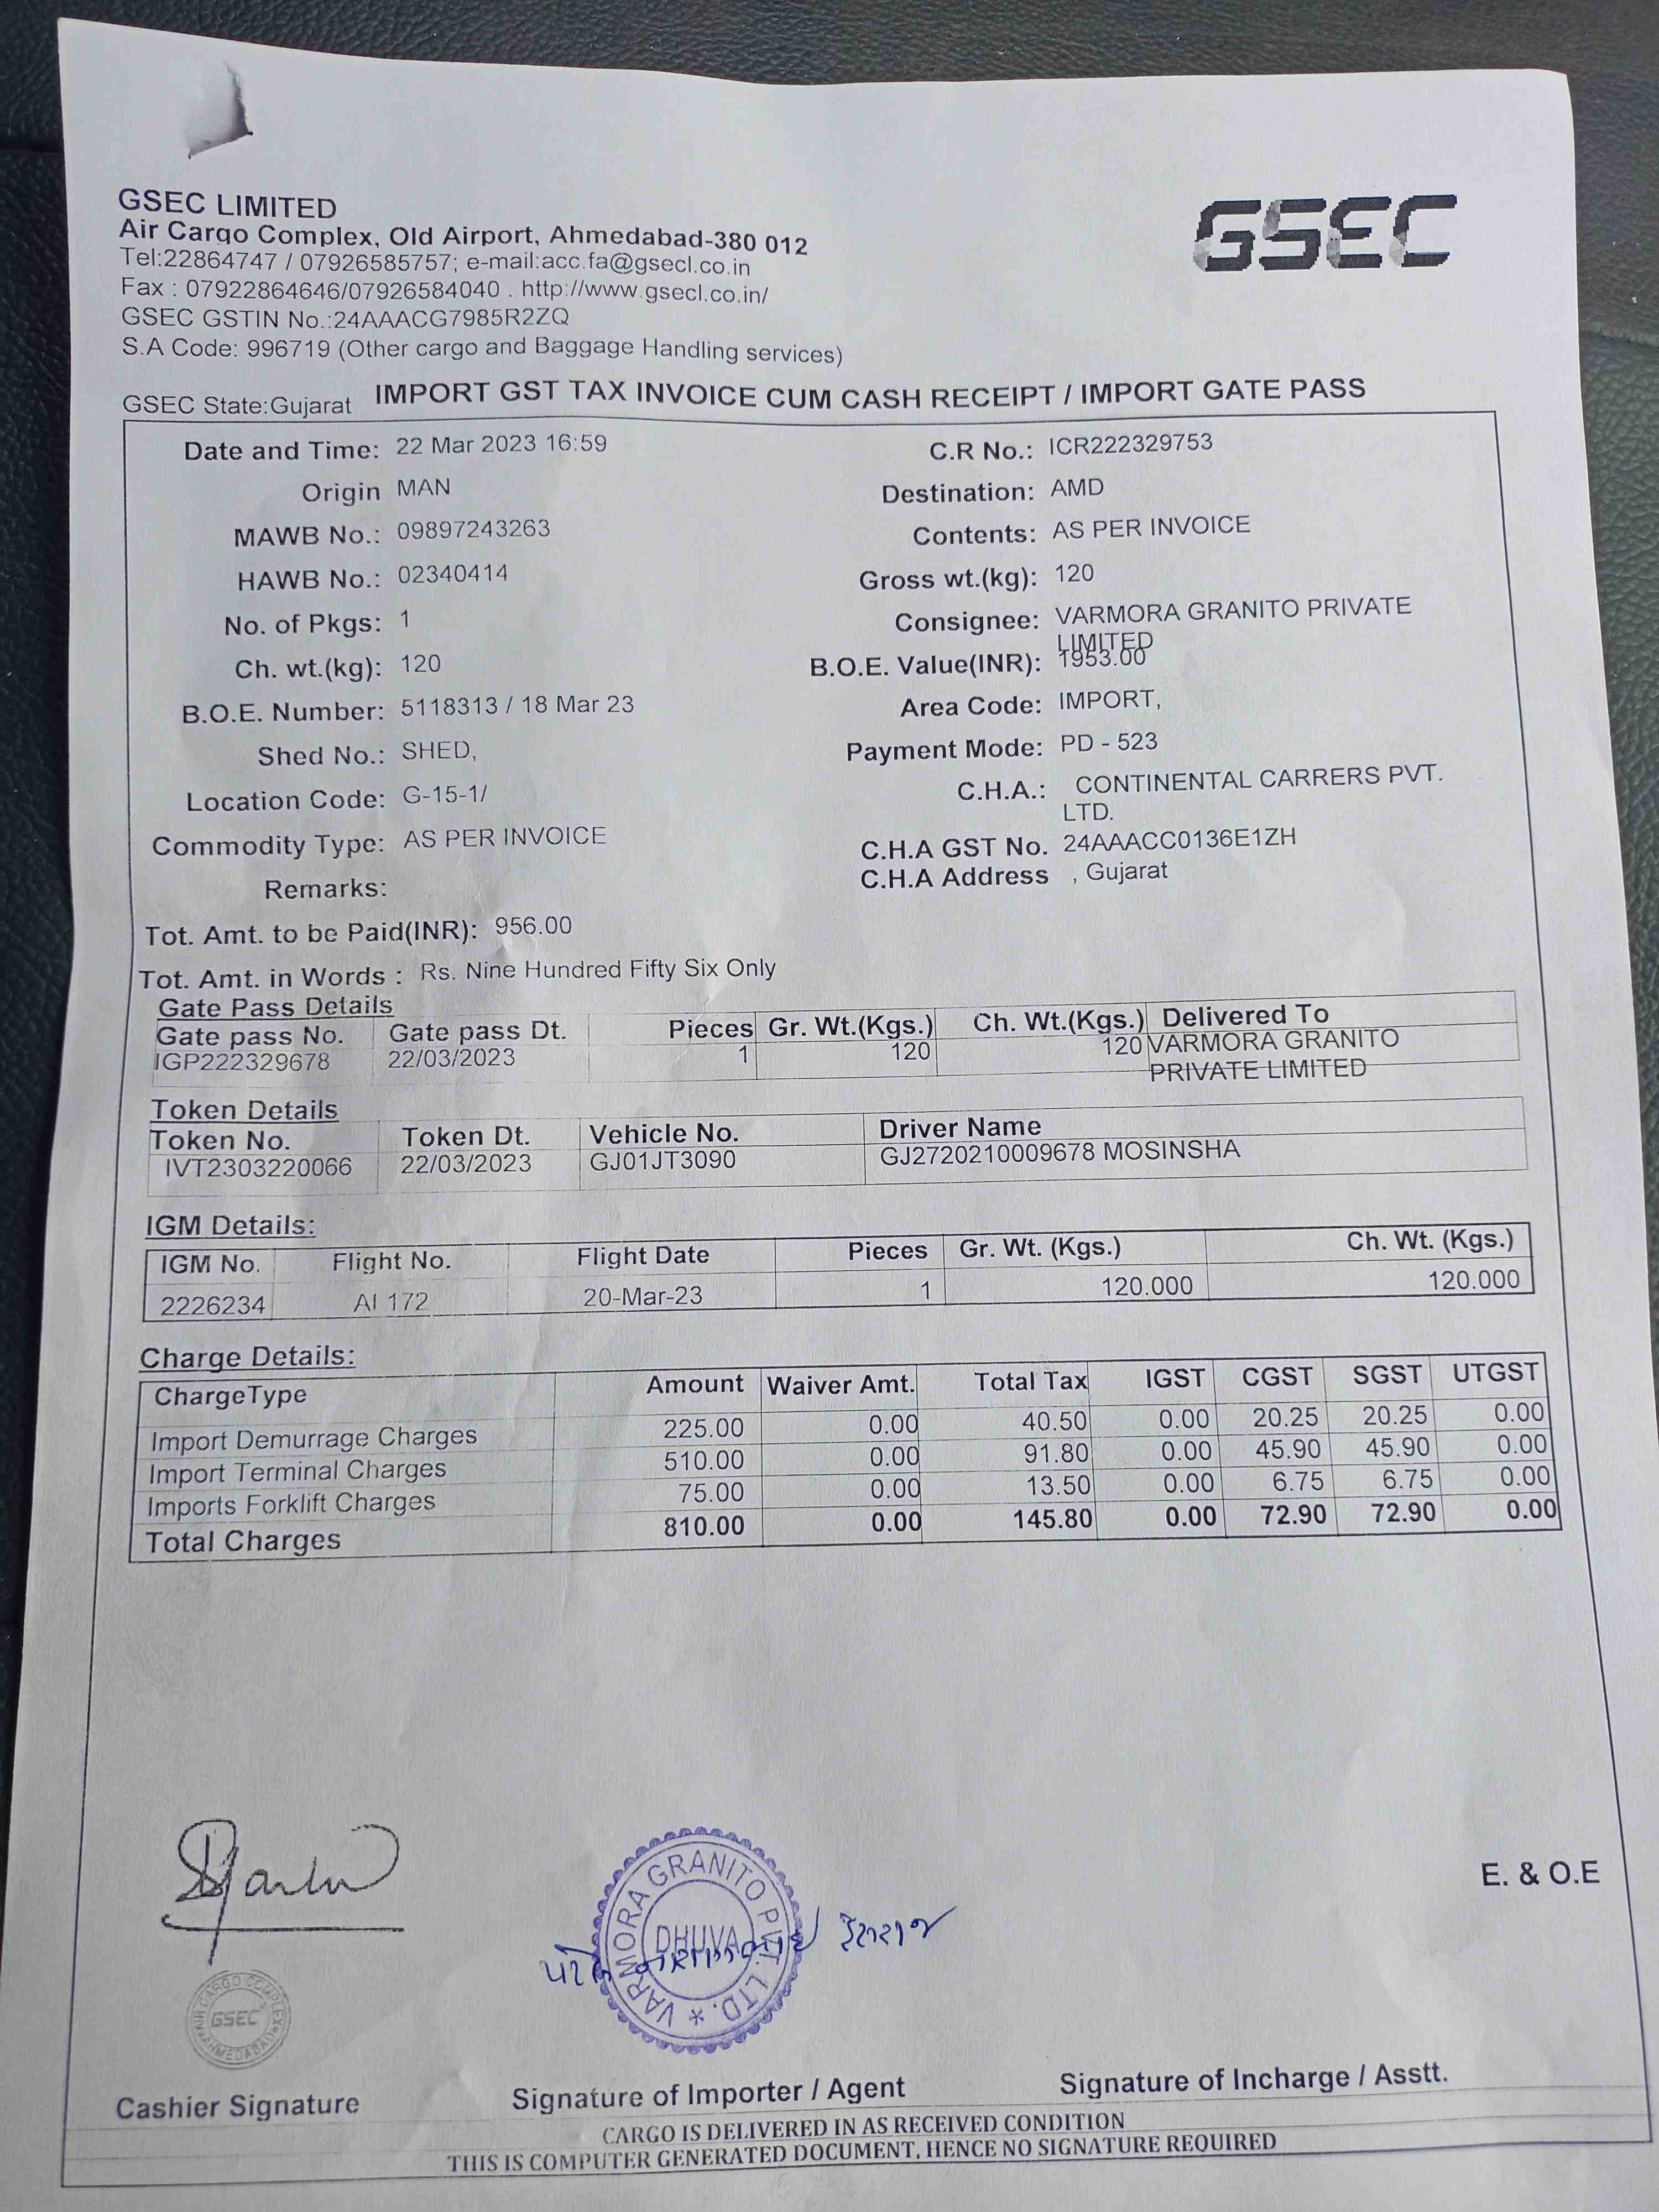 GSEC LIMITED
Air Cargo Complex, Old Airport, Ahmedabad-380 012
Tel:22864747 / 07926585757; e-mail:acc.fa@gsecl.co.in
Fax : 07922864646/07926584040 . http://www.gsecl.co.in/
GSEC GSTIN No.:24AAACG7985R2ZQ
S.A Code: 996719 (Other cargo and Baggage Handling services)
GSEC
GSEC State:Gujarat IMPORT GST TAX INVOICE CUM CASH RECEIPT / IMPORT GATE PASS
Date and Time: 22 Mar 2023 16:59 C.R No.: ICR222329753
Origin MAN Destination: AMD
MAWB No.: 09897243263 Contents: AS PER INVOICE
HAWB No.: 02340414 Gross wt.(kg): 120
No. of Pkgs: 1 Consignee: VARMORA GRANITO PRIVATE
LIMITED
Ch. wt.(kg): 120 B.O.E. Value(INR): 1953.00
B.O.E. Number: 5118313 / 18 Mar 23 Area Code: IMPORT,
Shed No.: SHED, Payment Mode: PD - 523
Location Code: G-15-1/ C.H.A.: CONTINENTAL CARRERS PVT.
LTD.
Commodity Type: AS PER INVOICE C.H.A GST No. 24AAACC0136E1ZH
Remarks: C.H.A Address , Gujarat
Tot. Amt. to be Paid(INR): 956.00
Tot. Amt. in Words : Rs. Nine Hundred Fifty Six Only
Gate Pass Details
Gate pass No. Gate pass Dt. Pieces Gr. Wt.(Kgs.) Ch. Wt.(Kgs.) Delivered To
IGP222329678 22/03/2023 1 120 120 VARMORA GRANITO
PRIVATE LIMITED
Token Details
Token No. Token Dt. Vehicle No. Driver Name
IVT2303220066 22/03/2023 GJ01JT3090 GJ2720210009678 MOSINSHA
IGM Details:
IGM No. Flight No. Flight Date Pieces Gr. Wt. (Kgs.) Ch. Wt. (Kgs.)
2226234 AI 172 20-Mar-23 1 120.000 120.000
Charge Details:
ChargeType Amount Waiver Amt. Total Tax IGST CGST SGST UTGST
Import Demurrage Charges 225.00 0.00 40.50 0.00 20.25 20.25 0.00
Import Terminal Charges 510.00 0.00 91.80 0.00 45.90 45.90 0.00
Imports Forklift Charges 75.00 0.00 13.50 0.00 6.75 6.75 0.00
Total Charges 810.00 0.00 145.80 0.00 72.90 72.90 0.00
E. & O.E
VARMORA GRANITO PVT. LTD. *
DHUVA
AIR CARGO COMPLEX
GSEC
AHMEDABAD
Cashier Signature Signature of Importer / Agent Signature of Incharge / Asstt.
CARGO IS DELIVERED IN AS RECEIVED CONDITION
THIS IS COMPUTER GENERATED DOCUMENT, HENCE NO SIGNATURE REQUIRED